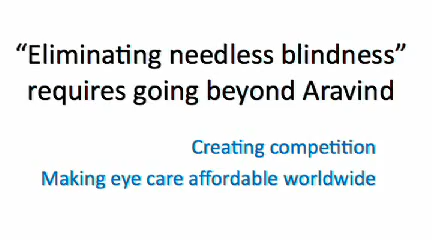 “Eliminating needless blindness”
requires going beyond Aravind
Creating competition
Making eye care affordable worldwide